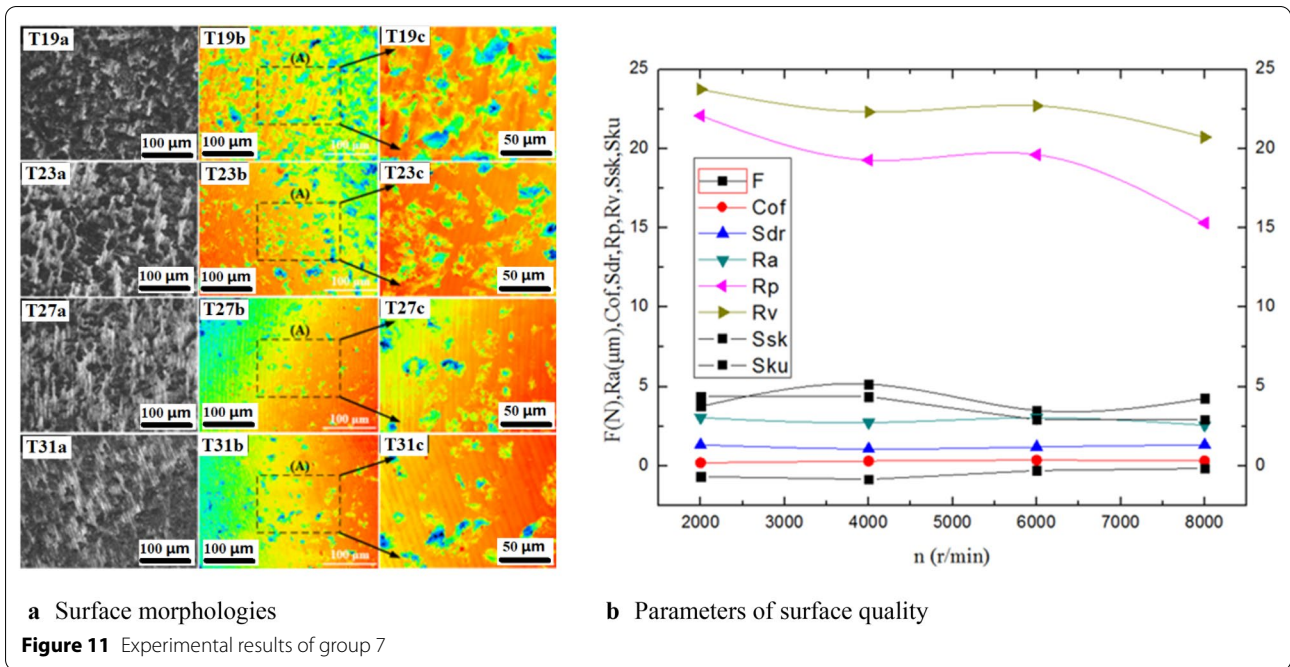 T19a
100 μm
T19b
(A)
100 μm
100 μm
T19c
50 μm
T23a
100 μm
T23b
(A)
100 μm
100 μm
T23c
50 μm
T27a
100 μm
T27b
(A)
100 μm
100 μm
T27c
50 μm
T31a
100 μm
T31b
(A)
100 μm
100 μm
T31c
50 μm
F(N),Ra(μm),Cof,Sdr,Rp,Rv,Ssk,Sku
25
20
15
10
5
0
F
Cof
Sdr
Ra
Rp
Rv
Ssk
Sku
25
20
15
10
5
0
2000 3000 4000 5000 6000 7000 8000
n (r/min)
a Surface morphologies
b Parameters of surface quality
Figure 11 Experimental results of group 7